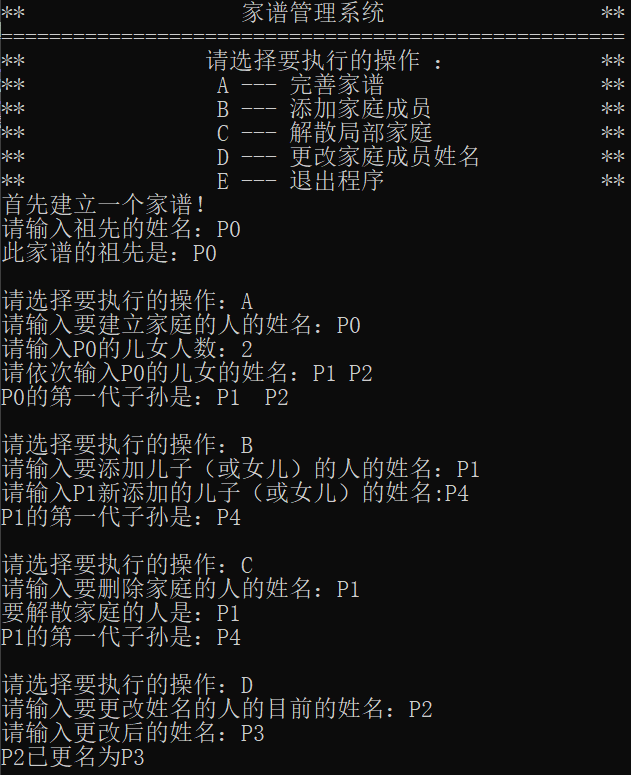 ** 家谱管理系统 **
====================================================
** 请选择要执行的操作 : **
** A --- 完善家谱 **
** B --- 添加家庭成员 **
** C --- 解散局部家庭 **
** D --- 更改家庭成员姓名 **
** E --- 退出程序 **
首先建立一个家谱!
请输入祖先的姓名: P0
此家谱的祖先是: P0
请选择要执行的操作: A
请输入要建立家庭的人的姓名: P0
请输入P0的儿女人数: 2
请依次输入P0的儿女的姓名: P1 P2
P0的第一代子孙是: P1  P2
请选择要执行的操作: B
请输入要添加儿子（或女儿）的人的姓名: P1
请输入P1新添加的儿子（或女儿）的姓名:P4
P1的第一代子孙是: P4
请选择要执行的操作: C
请输入要删除家庭的人的姓名: P1
要解散家庭的人是: P1
P1的第一代子孙是: P4
请选择要执行的操作: D
请输入要更改姓名的人的目前的姓名: P2
请输入更改后的姓名: P3
P2已更名为P3